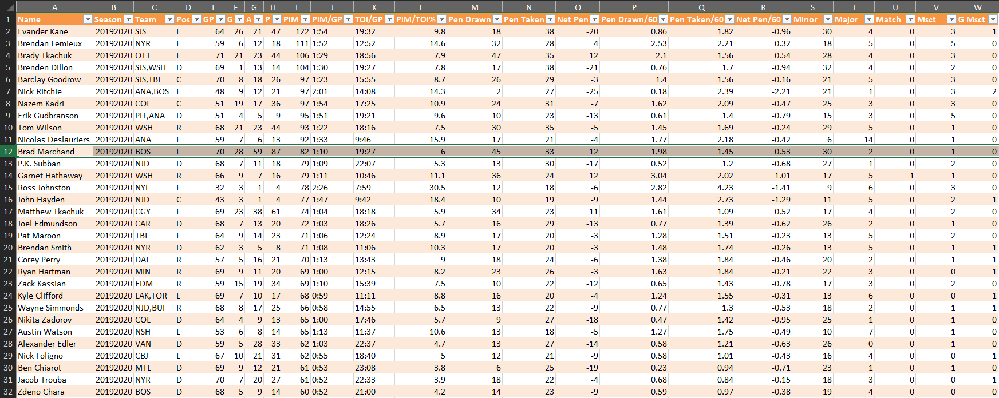 A B C D E F G H I J K L M N O P Q R S T U V W
1 Name Season Team Pos GP G A P PIM PIM/GP TOI/GP PIM/TOI% Pen Drawn Pen Taken Net Pen Pen Drawn/60 Pen Taken/60 Net Pen/60 Minor Major Match Msct G Msct
2 Evander Kane 20192020 SJS L 64 26 21 47 122 1:54 19:32 9.8 18 38 -20 0.86 1.82 -0.96 30 4 0 3 1
3 Brendan Lemieux 20192020 NYR L 59 6 12 18 111 1:52 12:52 14.6 32 28 4 2.53 2.21 0.32 18 5 0 5 0
4 Brady Tkachuk 20192020 OTT L 71 21 23 44 106 1:29 18:56 7.9 47 35 12 2.1 1.56 0.54 28 4 0 3 0
5 Brenden Dillon 20192020 SJS,WSH D 69 1 13 14 104 1:30 19:27 7.8 17 38 -21 0.76 1.7 -0.94 32 4 0 2 0
6 Barclay Goodrow 20192020 SJS,TBL C 70 8 18 26 97 1:23 15:55 8.7 26 29 -3 1.4 1.56 -0.16 21 5 0 3 0
7 Nick Ritchie 20192020 ANA,BOS L 48 9 12 21 97 2:01 14:08 14.3 2 27 -25 0.18 2.39 -2.21 21 1 0 3 2
8 Nazem Kadri 20192020 COL C 51 19 17 36 97 1:54 17:25 10.9 24 31 -7 1.62 2.09 -0.47 25 3 0 3 0
9 Erik Gudbranson 20192020 PIT,ANA D 51 4 5 9 95 1:51 19:21 9.6 10 23 -13 0.61 1.4 -0.79 15 3 0 5 0
10 Tom Wilson 20192020 WSH R 68 21 23 44 93 1:22 18:16 7.5 30 35 -5 1.45 1.69 -0.24 29 5 0 1 0
11 Nicolas Deslauriers 20192020 ANA L 59 7 6 13 92 1:33 9:46 15.9 17 21 -4 1.77 2.18 -0.42 6 14 0 1 0
12 Brad Marchand 20192020 BOS L 70 28 59 87 82 1:10 19:27 6 45 33 12 1.98 1.45 0.53 30 2 0 1 0
13 P.K. Subban 20192020 NJD D 68 7 11 18 79 1:09 22:07 5.3 13 30 -17 0.52 1.2 -0.68 27 1 0 2 0
14 Garnet Hathaway 20192020 WSH R 66 9 7 16 79 1:11 10:46 11.1 36 24 12 3.04 2.02 1.01 17 5 1 1 0
15 Ross Johnston 20192020 NYI L 32 3 1 4 78 2:26 7:59 30.5 12 18 -6 2.82 4.23 -1.41 9 6 0 3 0
16 John Hayden 20192020 NJD C 43 3 1 4 77 1:47 9:42 18.4 10 19 -9 1.44 2.73 -1.29 11 5 0 2 1
17 Matthew Tkachuk 20192020 CGY L 69 23 38 61 74 1:04 18:18 5.9 34 23 11 1.61 1.09 0.52 17 4 0 2 0
18 Joel Edmundson 20192020 CAR D 68 7 13 20 72 1:03 18:26 5.7 16 29 -13 0.77 1.39 -0.62 26 2 0 1 0
19 Pat Maroon 20192020 TBL L 64 9 14 23 71 1:06 12:24 8.9 17 20 -3 1.28 1.51 -0.23 13 5 0 2 0
20 Brendan Smith 20192020 NYR D 62 3 5 8 71 1:08 11:06 10.3 17 20 -3 1.48 1.74 -0.26 13 5 0 1 1
21 Corey Perry 20192020 DAL R 57 5 16 21 70 1:13 13:43 9 18 24 -6 1.38 1.84 -0.46 20 2 0 1 1
22 Ryan Hartman 20192020 MIN R 69 9 11 20 69 1:00 12:15 8.2 23 26 -3 1.63 1.84 -0.21 22 3 0 0 1
23 Zack Kassian 20192020 EDM R 59 15 19 34 69 1:10 15:39 7.5 10 22 -12 0.65 1.43 -0.78 17 3 0 2 0
24 Kyle Clifford 20192020 LAK,TOR L 69 7 10 17 68 0:59 11:11 8.8 16 20 -4 1.24 1.55 -0.31 13 6 0 0 1
25 Wayne Simmonds 20192020 NJD,BUF R 68 8 17 25 66 0:58 14:55 6.5 13 22 -9 0.77 1.3 -0.53 18 2 0 1 1
26 Nikita Zadorov 20192020 COL D 64 4 9 13 65 1:00 17:46 5.7 9 27 -18 0.47 1.42 -0.95 25 1 0 1 0
27 Austin Watson 20192020 NSH L 53 6 8 14 65 1:13 11:37 10.6 13 18 -5 1.27 1.75 -0.49 10 7 0 1 0
28 Alexander Edler 20192020 VAN D 59 5 28 33 62 1:03 22:37 4.7 13 27 -14 0.58 1.21 -0.63 26 0 0 1 0
29 Nick Foligno 20192020 CBJ L 67 10 21 31 62 0:55 18:40 5 12 21 -9 0.58 1.01 -0.43 16 4 0 0 1
30 Ben Chiarot 20192020 MTL D 69 9 12 21 61 0:53 23:08 3.8 6 25 -19 0.23 0.94 -0.71 23 1 0 1 0
31 Jacob Trouba 20192020 NYR D 70 7 20 27 61 0:52 22:33 3.9 18 22 -4 0.68 0.84 -0.15 18 3 0 0 1
32 Zdeno Chara 20192020 BOS D 68 5 9 14 60 0:52 21:00 4.2 14 23 -9 0.59 0.97 -0.38 19 4 0 0 0